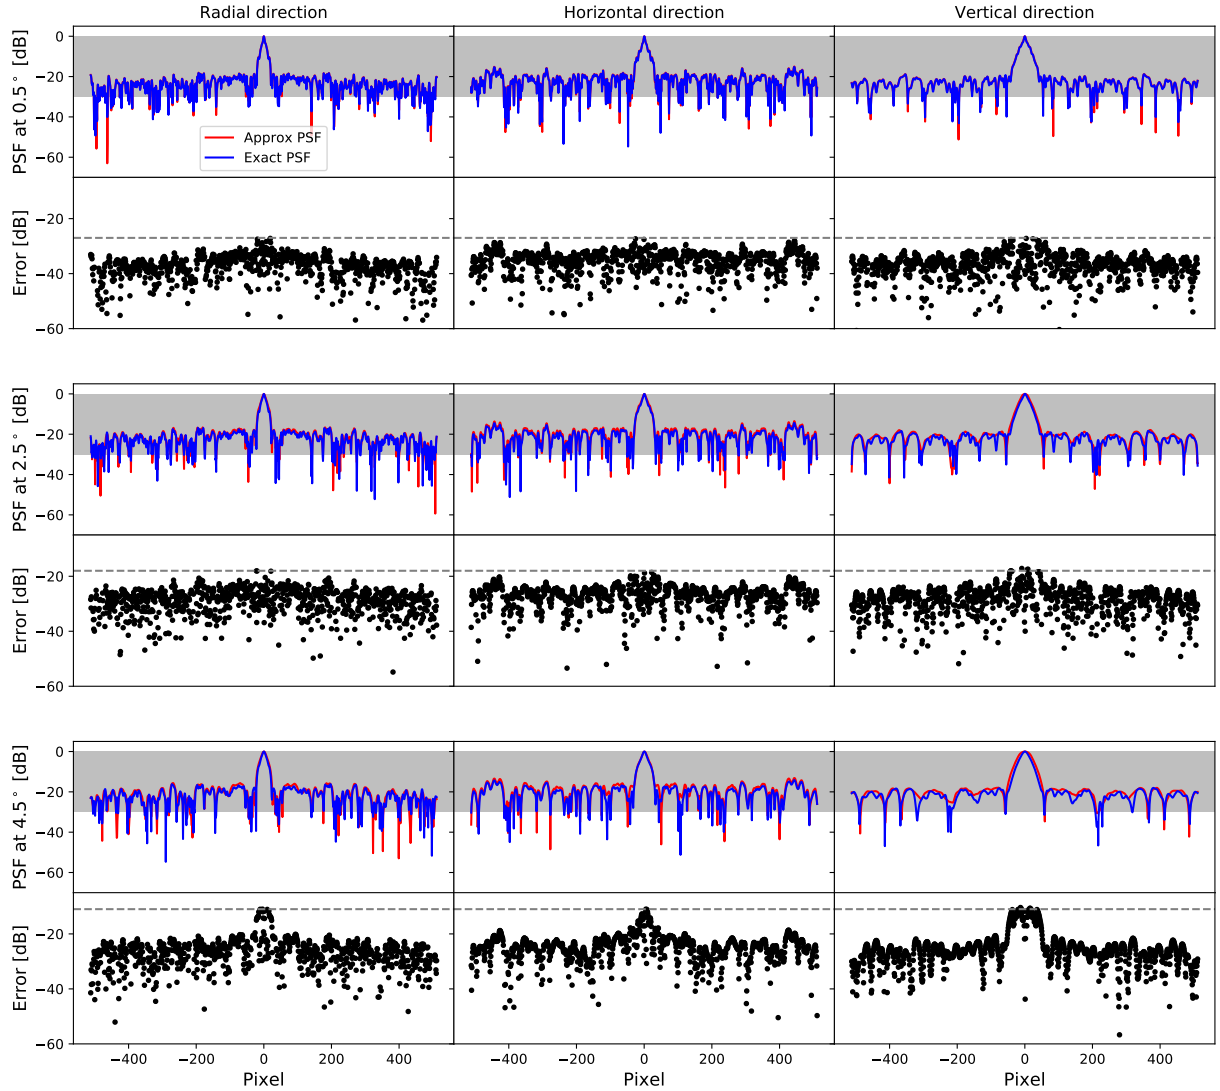 Radial direction
Horizontal direction
Vertical direction
PSF at 0.5° [dB]
0
−20
−40
−60
Approx PSF
Exact PSF
Error [dB]
−20
−40
−60
PSF at 2.5° [dB]
0
−20
−40
−60
Error [dB]
−20
−40
−60
PSF at 4.5° [dB]
0
−20
−40
−60
Error [dB]
−20
−40
−60
−400 −200 0 200 400
−400 −200 0 200 400
−400 −200 0 200 400
Pixel
Pixel
Pixel